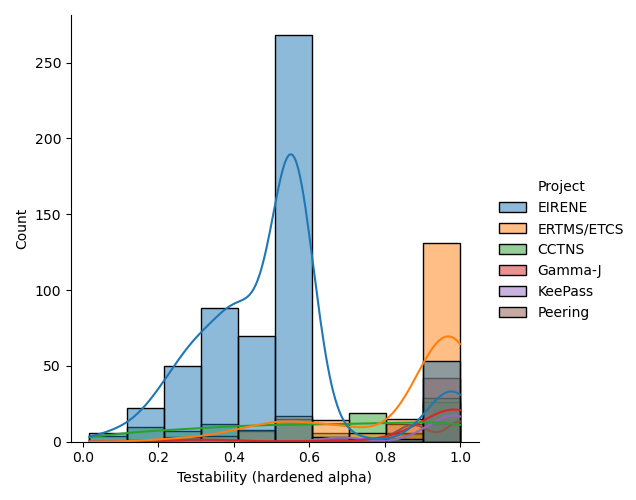 250
200
150
100
50
0
Count
0.0 0.2 0.4 0.6 0.8 1.0
Testability (hardened alpha)
Project
EIRENE
ERTMS/ETCS
CCTNS
Gamma-J
KeePass
Peering